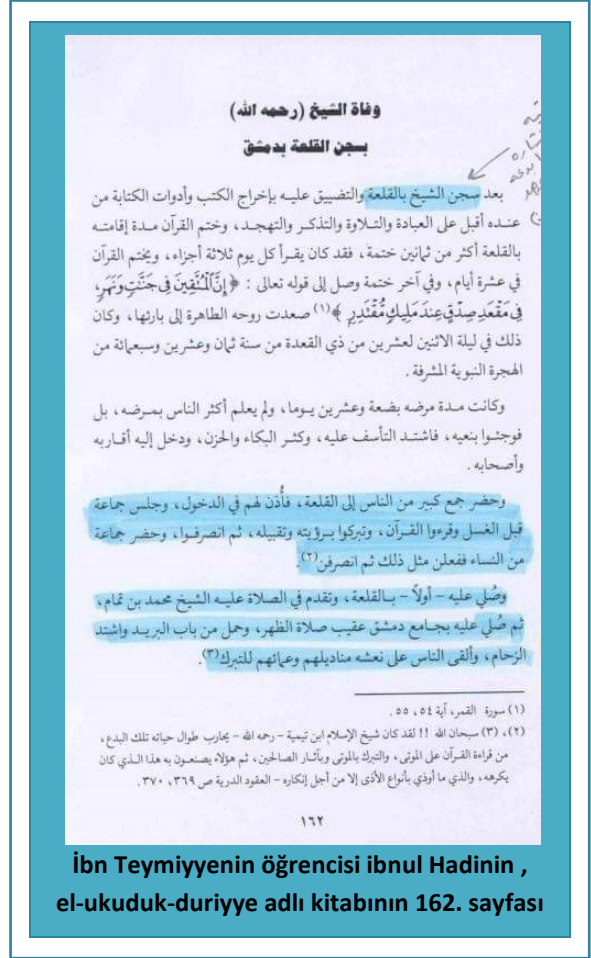 وفاة الشيخ (رحمه الله)
بسجن القلعة بدمشق
بعد سجن الشيخ بالقلعة والتضييق عليه بإخراج الكتب وأدوات الكتابة من
عنده أقبل على العبادة والتلاوة والتذكر والتهجد، وختم القرآن مدة إقامته
بالقلعة أكثر من ثمانين ختمة، فقد كان يقرأ كل يوم ثلاثة أجزاء، ويختم القرآن
في عشرة أيام، وفي آخر ختمة وصل إلى قوله تعالى : ﴿ إِنَّ ٱلْمُتَّقِينَ فِى جَنَّٰتٍ وَنَهَرٍ،
فِى مَقْعَدِ صِدْقٍ عِندَ مَلِيكٍ مُّقْتَدِرٍ ﴾(١) صعدت روحه الطاهرة إلى بارئها، وكان
ذلك في ليلة الاثنين لعشرين من ذي القعدة من سنة ثمان وعشرين وسبعمائة من
الهجرة النبوية المشرفة .
وكانت مدة مرضه بضعة وعشرين يوما، ولم يعلم أكثر الناس بمرضه، بل
فوجئوا بنعيه، فاشتد التأسف عليه، وكثر البكاء والحزن، ودخل إليه أقاربه
وأصحابه .
وحضر جمع كبير من الناس إلى القلعة، فأُذن لهم في الدخول، وجلس جماعة
قبل الغسل وقرءوا القرآن، وتبركوا برؤيته وتقبيله، ثم انصرفوا، وحضر جماعة
من النساء ففعلن مثل ذلك ثم انصرفن(٢).
وصُلي عليه – أولاً – بالقلعة، وتقدم في الصلاة عليه الشيخ محمد بن تمام،
ثم صُلي عليه بجامع دمشق عقيب صلاة الظهر، وحمل من باب البريد واشتد
الزحام، وألقى الناس على نعشه مناديلهم وعمائمهم للتبرك(٣).
(١) سورة القمر، آية ٥٤، ٥٥ .
(٢)، (٣) سبحان الله !! لقد كان شيخ الإسلام ابن تيمية – رحمه الله – يحارب طوال حياته تلك البدع،
من قراءة القرآن على الموتى، والتبرك بالموتى وبآثار الصالحين، ثم هؤلاء يصنعون به هذا الذي كان
يكرهه، والذي ما أوذي بأنواع الأذى إلا من أجل إنكاره – العقود الدرية ص ٣٦٩، ٣٧٠ .
١٦٢
İbn Teymiyyenin öğrencisi ibnul Hadinin ,
el-ukuduk-duriyye adlı kitabının 162. sayfası